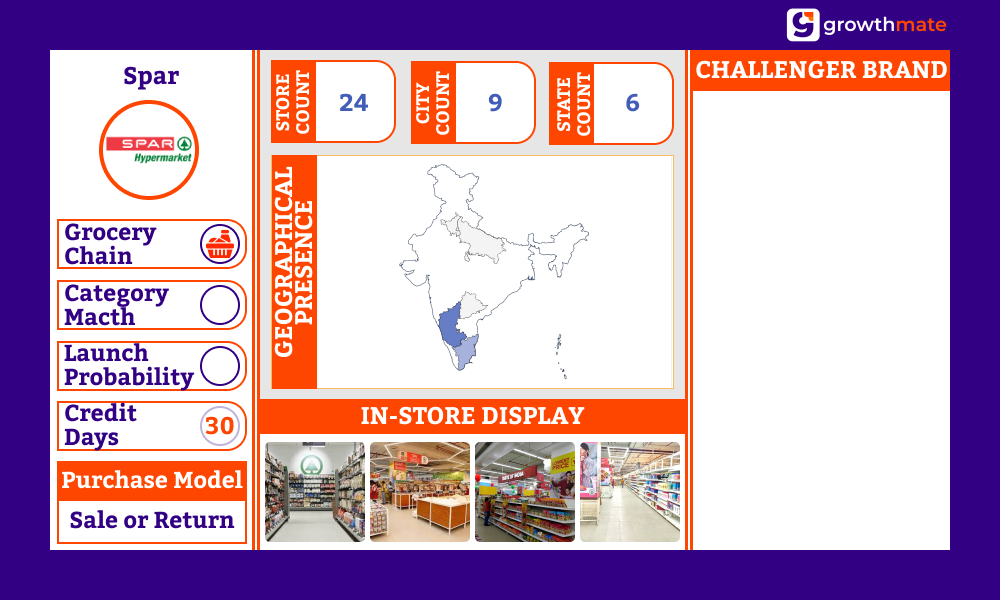 growthmate
Spar
SPAR
Hypermarket
Grocery
Chain
Category
Macth
Launch
Probability
Credit
Days
30
Purchase Model
Sale or Return
STORE
COUNT
24
CITY
COUNT
9
STATE
COUNT
6
GEOGRAPHICAL
PRESENCE
IN-STORE DISPLAY
CHALLENGER BRAND